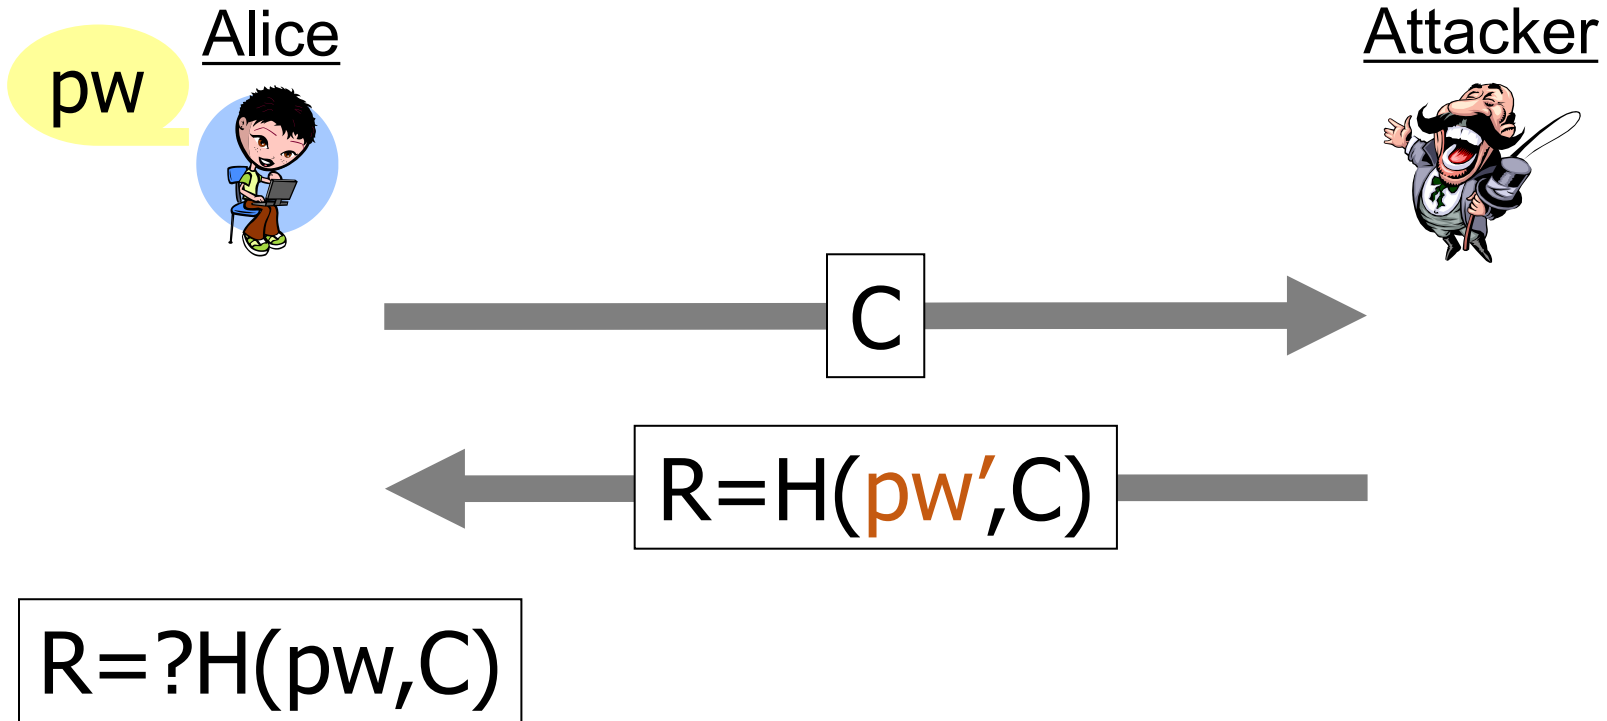 Alice
Attacker
pw
C
R=H(pw′,C)
R=?H(pw,C)